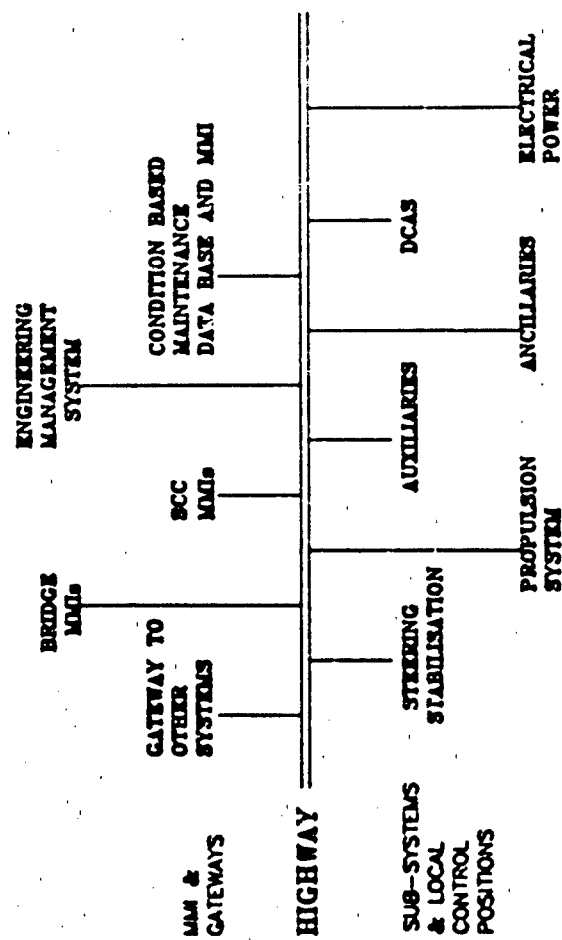 ENGINEERING
MANAGEMENT
SYSTEM
BRIDGE
MMIs
CONDITION BASED
MAINTENANCE
DATA BASE AND MMI
SCC
MMIs
GATEWAY TO
OTHER
SYSTEMS
MMI &
GATEWAYS
HIGHWAY
SUB-SYSTEMS
& LOCAL
CONTROL
POSITIONS
STEERING
STABILISATION
AUXILIARIES
DCAS
PROPULSION
SYSTEM
ANCILLARIES
ELECTRICAL
POWER